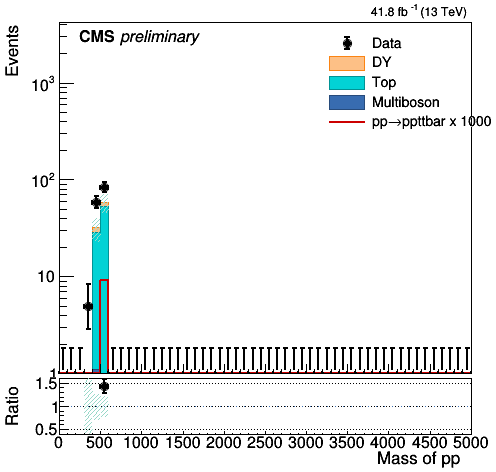 41.8 fb⁻¹ (13 TeV)
CMS preliminary
Events
Data
DY
Top
Multiboson
pp→ppttbar x 1000
10³
10²
10
1
Ratio
1.5
1
0.5
0 500 1000 1500 2000 2500 3000 3500 4000 4500 5000
Mass of pp